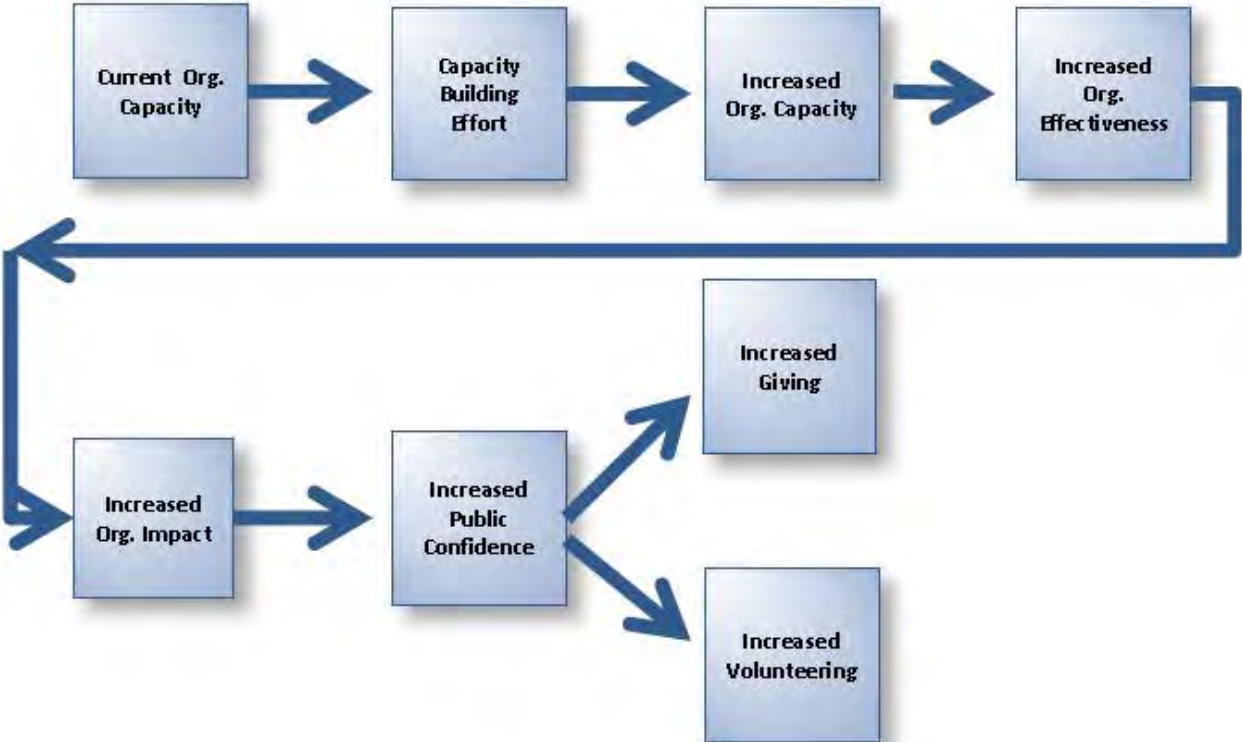 Current Org.
Capacity
Capacity
Building
Effort
Increased
Org. Capacity
Increased
Org.
Effectiveness
Increased
Org. Impact
Increased
Public
Confidence
Increased
Giving
Increased
Volunteering